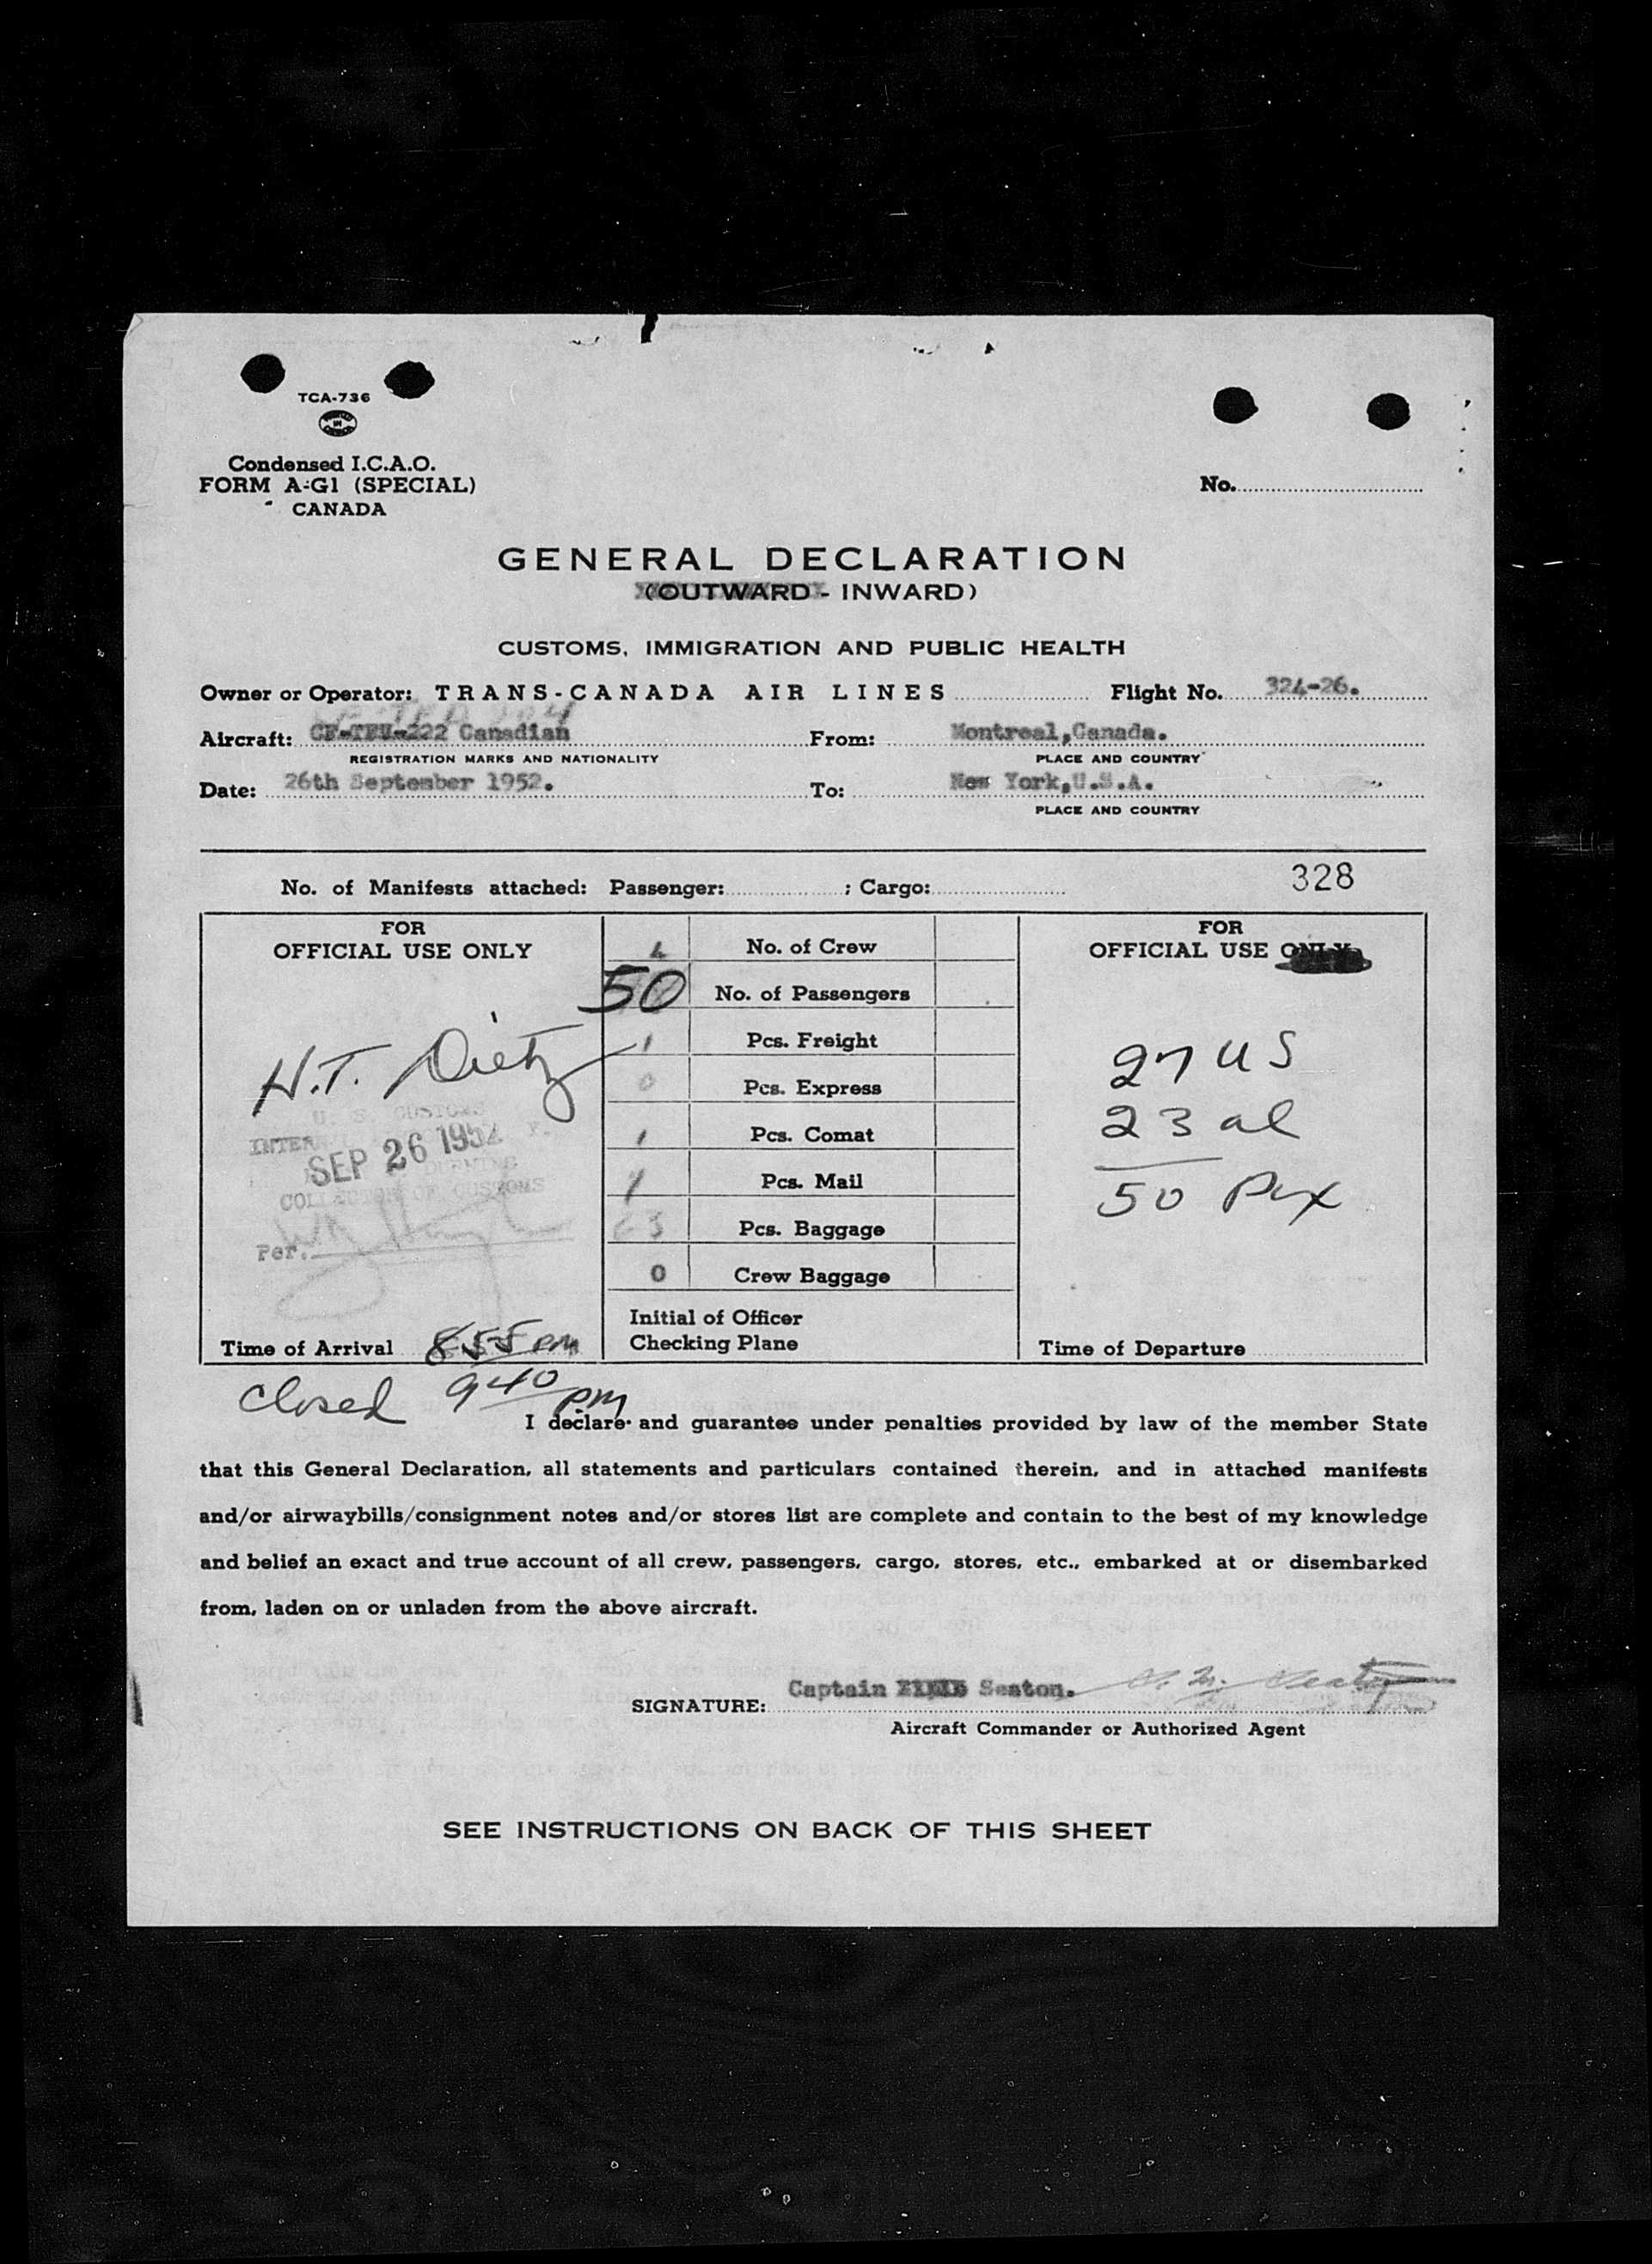 TCA-736
Condensed I.C.A.O.
FORM A-G1 (SPECIAL)
CANADA
No.
GENERAL DECLARATION
(OUTWARD - INWARD)
CUSTOMS, IMMIGRATION AND PUBLIC HEALTH
Owner or Operator: TRANS-CANADA AIR LINES Flight No. 324-26.
Aircraft: Canadian From: Montreal,Canada.
REGISTRATION MARKS AND NATIONALITY PLACE AND COUNTRY
Date: 26th September 1952. To: New York,U.S.A.
PLACE AND COUNTRY
328
No. of Manifests attached: Passenger: ; Cargo:
FOR
OFFICIAL USE ONLY
H.T. Dietz
U. S. CUSTOMS
SEP 26 1952
COLLECTOR OF CUSTOMS
Per.
Time of Arrival 855 PM
closed 940 PM
4 No. of Crew
50 No. of Passengers
1 Pcs. Freight
0 Pcs. Express
1 Pcs. Comat
Pcs. Mail
Pcs. Baggage
0 Crew Baggage
Initial of Officer
Checking Plane
FOR
OFFICIAL USE ONLY
27 US
23 al
50 Pax
Time of Departure
I declare and guarantee under penalties provided by law of the member State
that this General Declaration, all statements and particulars contained therein, and in attached manifests
and/or airwaybills/consignment notes and/or stores list are complete and contain to the best of my knowledge
and belief an exact and true account of all crew, passengers, cargo, stores, etc., embarked at or disembarked
from, laden on or unladen from the above aircraft.
SIGNATURE: Captain Seaton.
Aircraft Commander or Authorized Agent
SEE INSTRUCTIONS ON BACK OF THIS SHEET